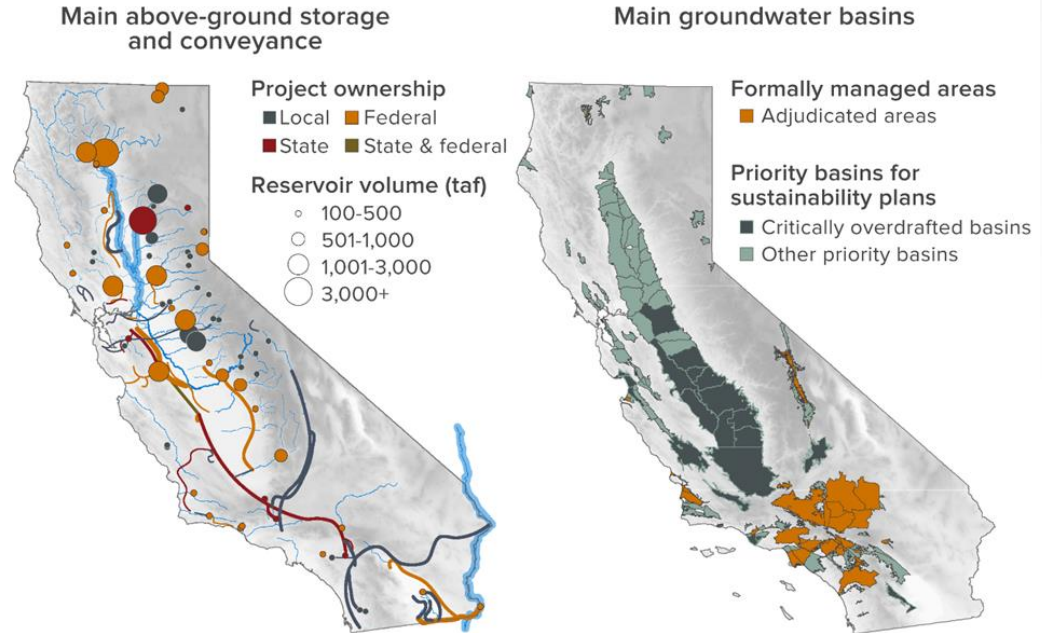 Main above-ground storage
and conveyance
Project ownership
Local Federal
State State & federal
Reservoir volume (taf)
100-500
501-1,000
1,001-3,000
3,000+
Main groundwater basins
Formally managed areas
Adjudicated areas
Priority basins for
sustainability plans
Critically overdrafted basins
Other priority basins